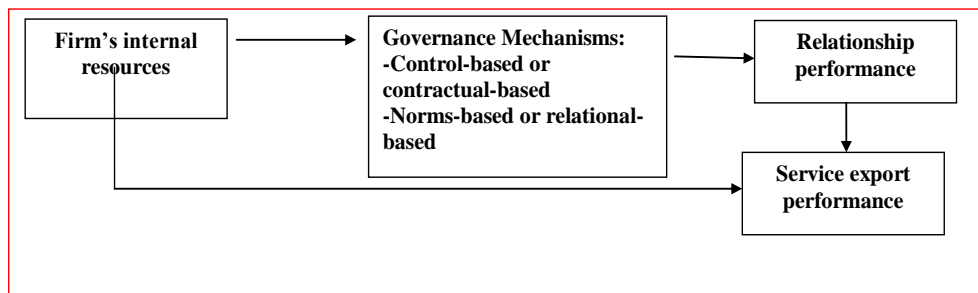 Firm's internal
resources
Governance Mechanisms:
-Control-based or
contractual-based
-Norms-based or relational-
based
Relationship
performance
Service export
performance